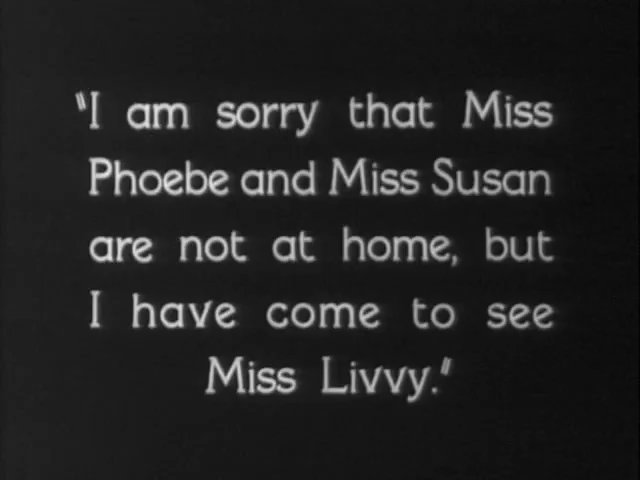 "I am sorry that Miss
Phoebe and Miss Susan
are not at home, but
I have come to see
Miss Livvy."